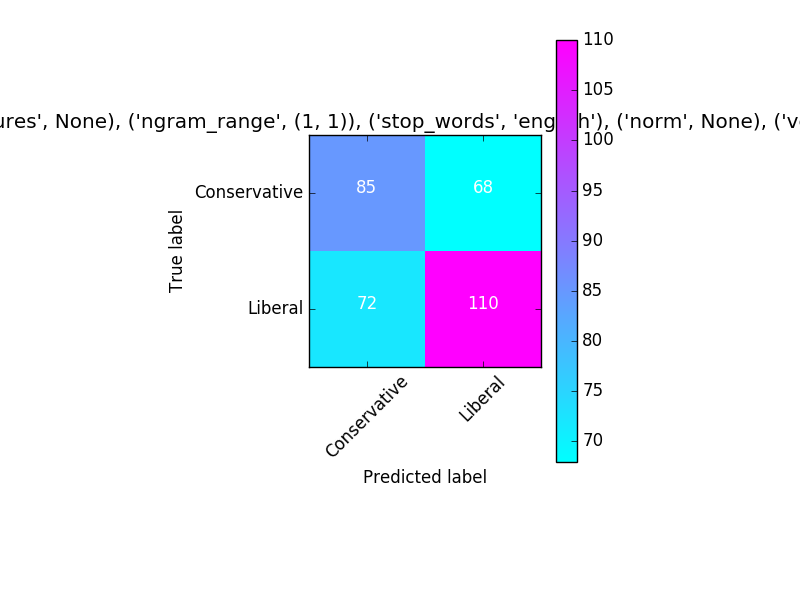 110
105
ures', None), ('ngram_range', (1, 1)), ('stop_words', 'english'), ('norm', None), ('v
100
95
90
85
80
75
70
Conservative
Liberal
85 68
72 110
True label
Conservative Liberal
Predicted label